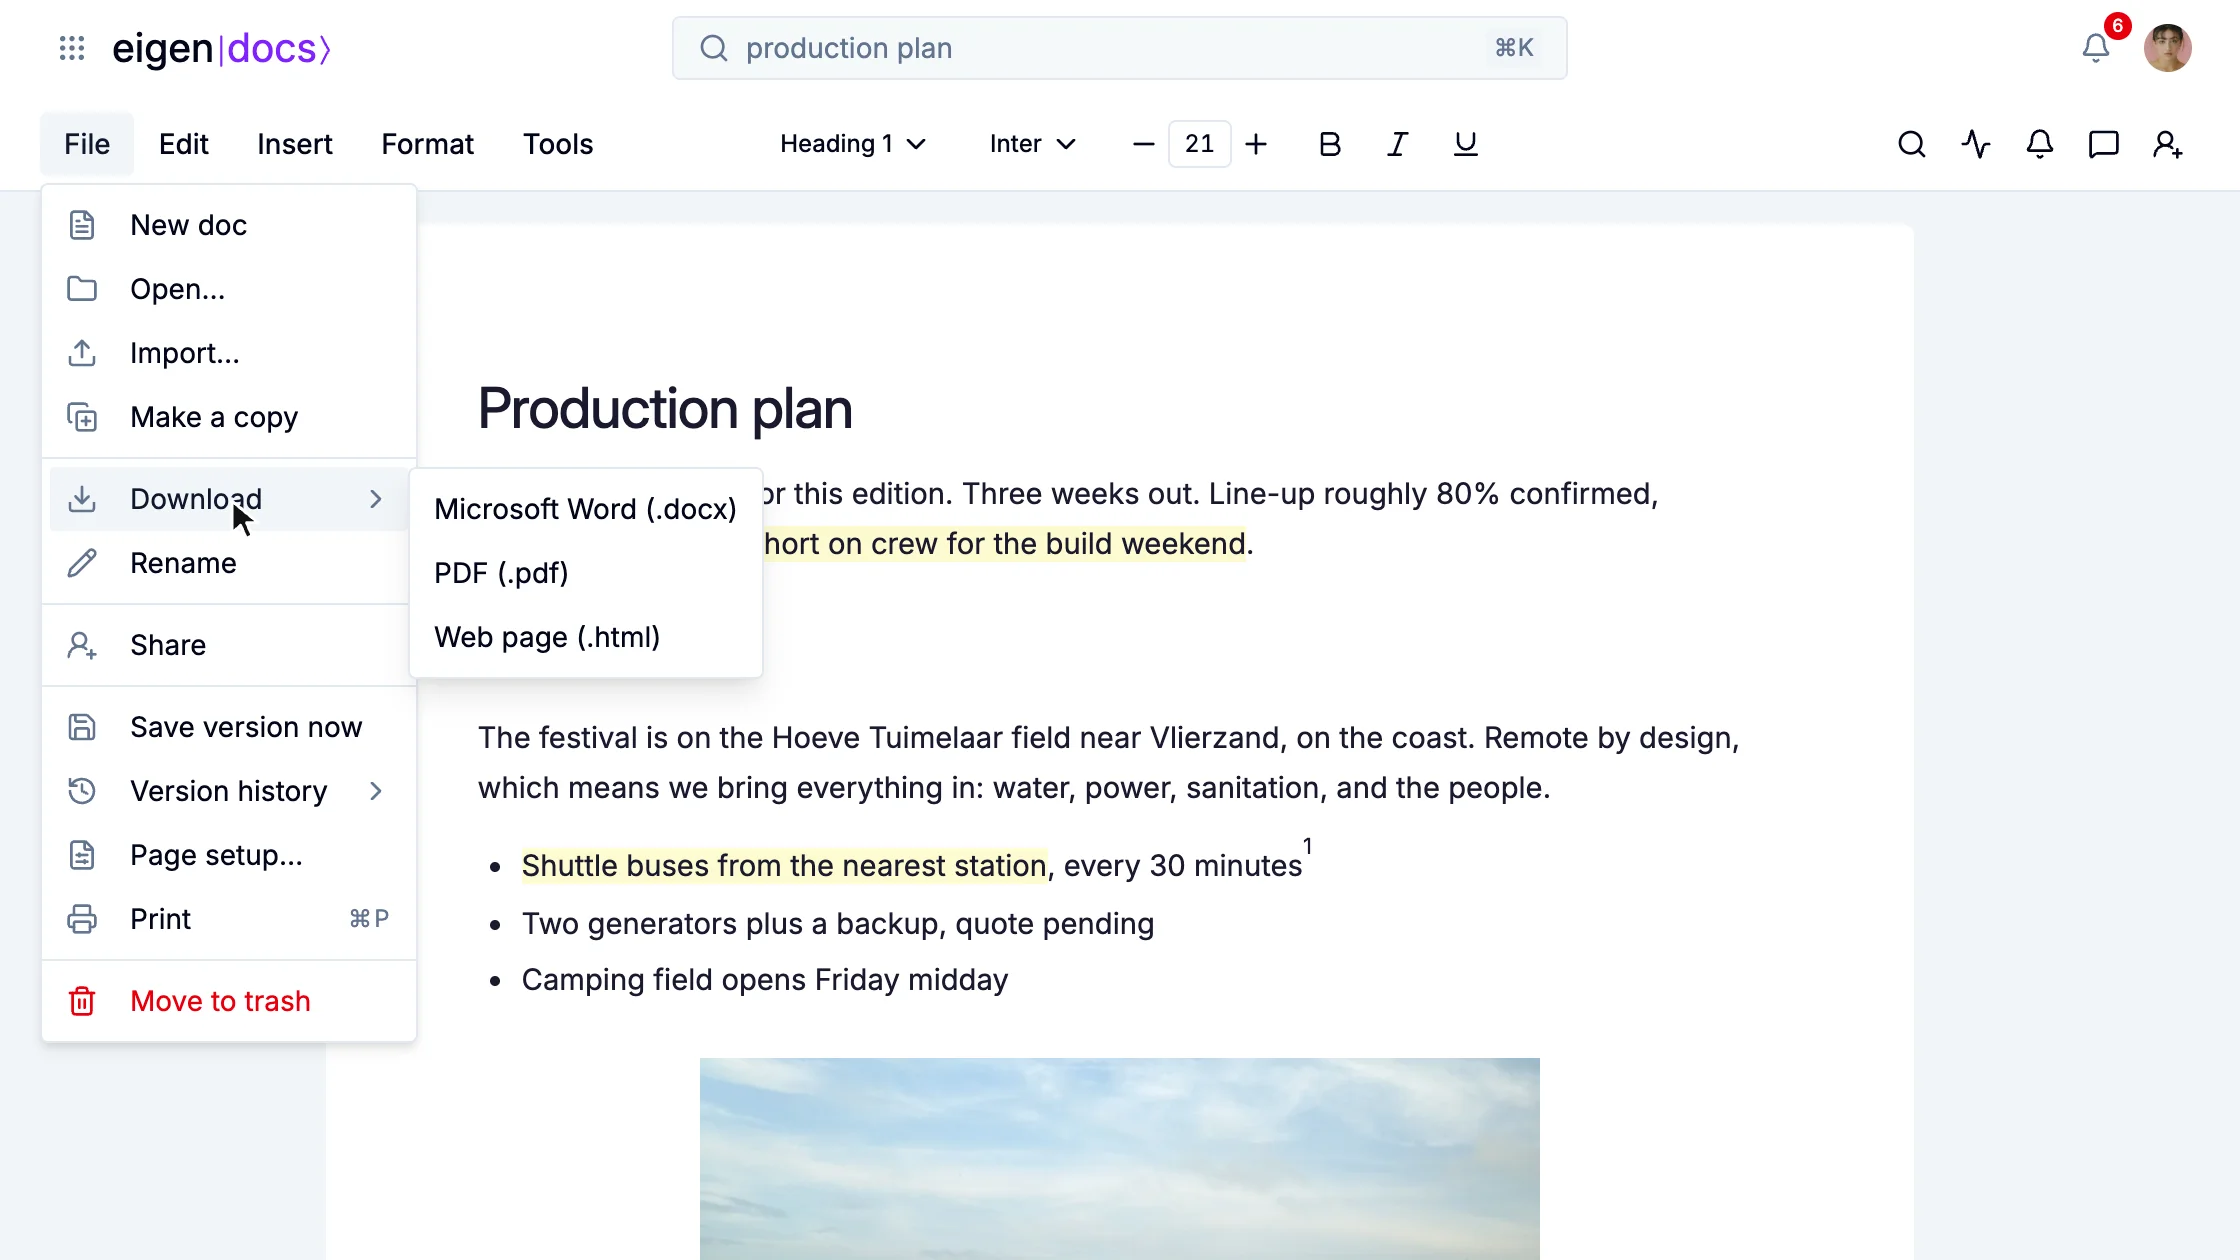 eigen|docs⟩
production plan
⌘K
6
File
Edit
Insert
Format
Tools
Heading 1
Inter
21
B
I
U
New doc
Open...
Import...
Make a copy
Download
Rename
Share
Save version now
Version history
Page setup...
Print
⌘P
Move to trash
Microsoft Word (.docx)
PDF (.pdf)
Web page (.html)
Production plan
for this edition. Three weeks out. Line-up roughly 80% confirmed,
on crew for the build weekend.
The festival is on the Hoeve Tuimelaar field near Vlierzand, on the coast. Remote by design,
which means we bring everything in: water, power, sanitation, and the people.
• Shuttle buses from the nearest station, every 30 minutes1
• Two generators plus a backup, quote pending
• Camping field opens Friday midday